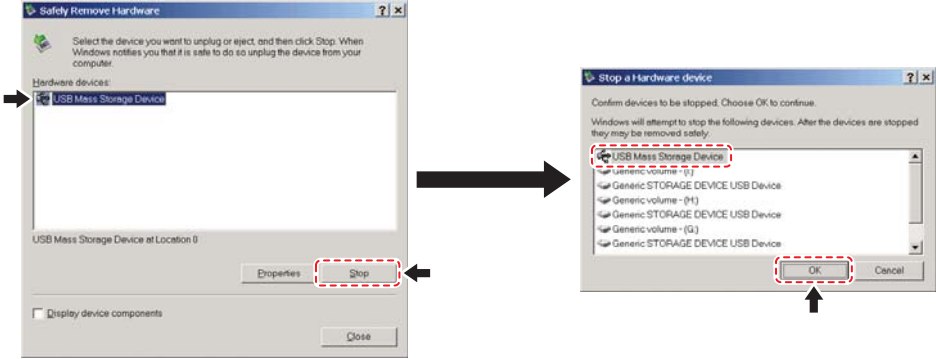 Safely Remove Hardware
Select the device you want to unplug or eject, and then click Stop. When
Windows notifies you that it is safe to do so unplug the device from your
computer.
Hardware devices:
USB Mass Storage Device
USB Mass Storage Device at Location 0
Properties
Stop
Display device components
Close
Stop a Hardware device
Confirm devices to be stopped, Choose OK to continue.
Windows will attempt to stop the following devices. After the devices are stopped
they may be removed safely.
USB Mass Storage Device
Generic volume - (I:)
Generic STORAGE DEVICE USB Device
Generic volume - (H:)
Generic STORAGE DEVICE USB Device
Generic volume - (G:)
Generic STORAGE DEVICE USB Device
OK
Cancel